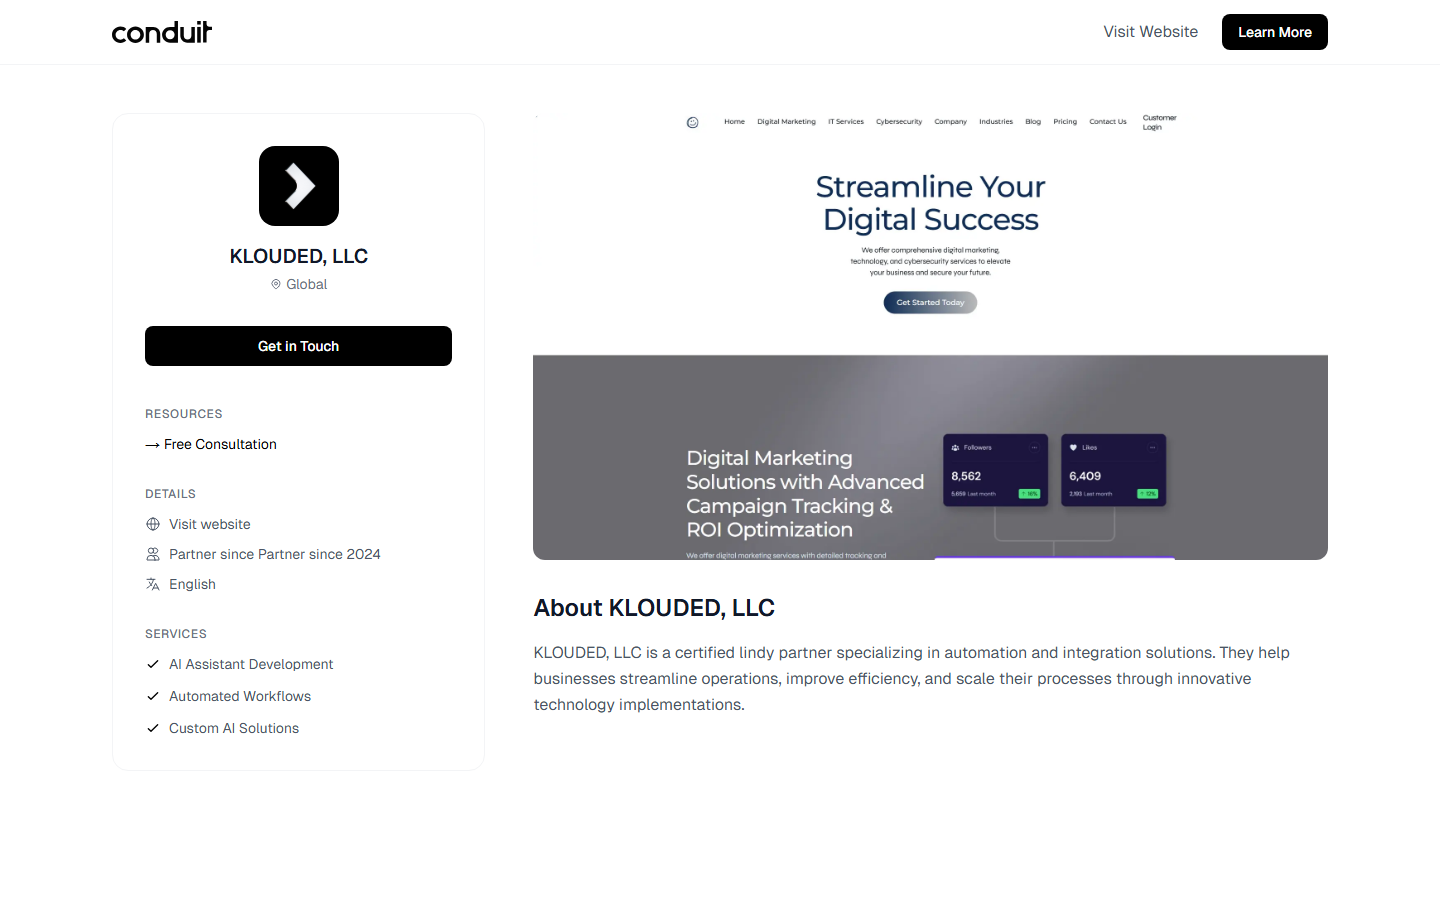 conduit
Visit Website
Learn More
KLOUDED, LLC
Global
Get in Touch
RESOURCES
→ Free Consultation
DETAILS
Visit website
Partner since Partner since 2024
English
SERVICES
AI Assistant Development
Automated Workflows
Custom AI Solutions
Home Digital Marketing IT Services Cybersecurity Company Industries Blog Pricing Contact Us Customer Login
Streamline Your
Digital Success
We offer comprehensive digital marketing,
technology, and cybersecurity services to elevate
your business and secure your future.
Get Started Today
Digital Marketing
Solutions with Advanced
Campaign Tracking &
ROI Optimization
We offer digital marketing services with detailed tracking and
Followers
8,562
5,659 Last month
↑ 16%
Likes
6,409
2,193 Last month
↑ 12%
About KLOUDED, LLC
KLOUDED, LLC is a certified lindy partner specializing in automation and integration solutions. They help
businesses streamline operations, improve efficiency, and scale their processes through innovative
technology implementations.